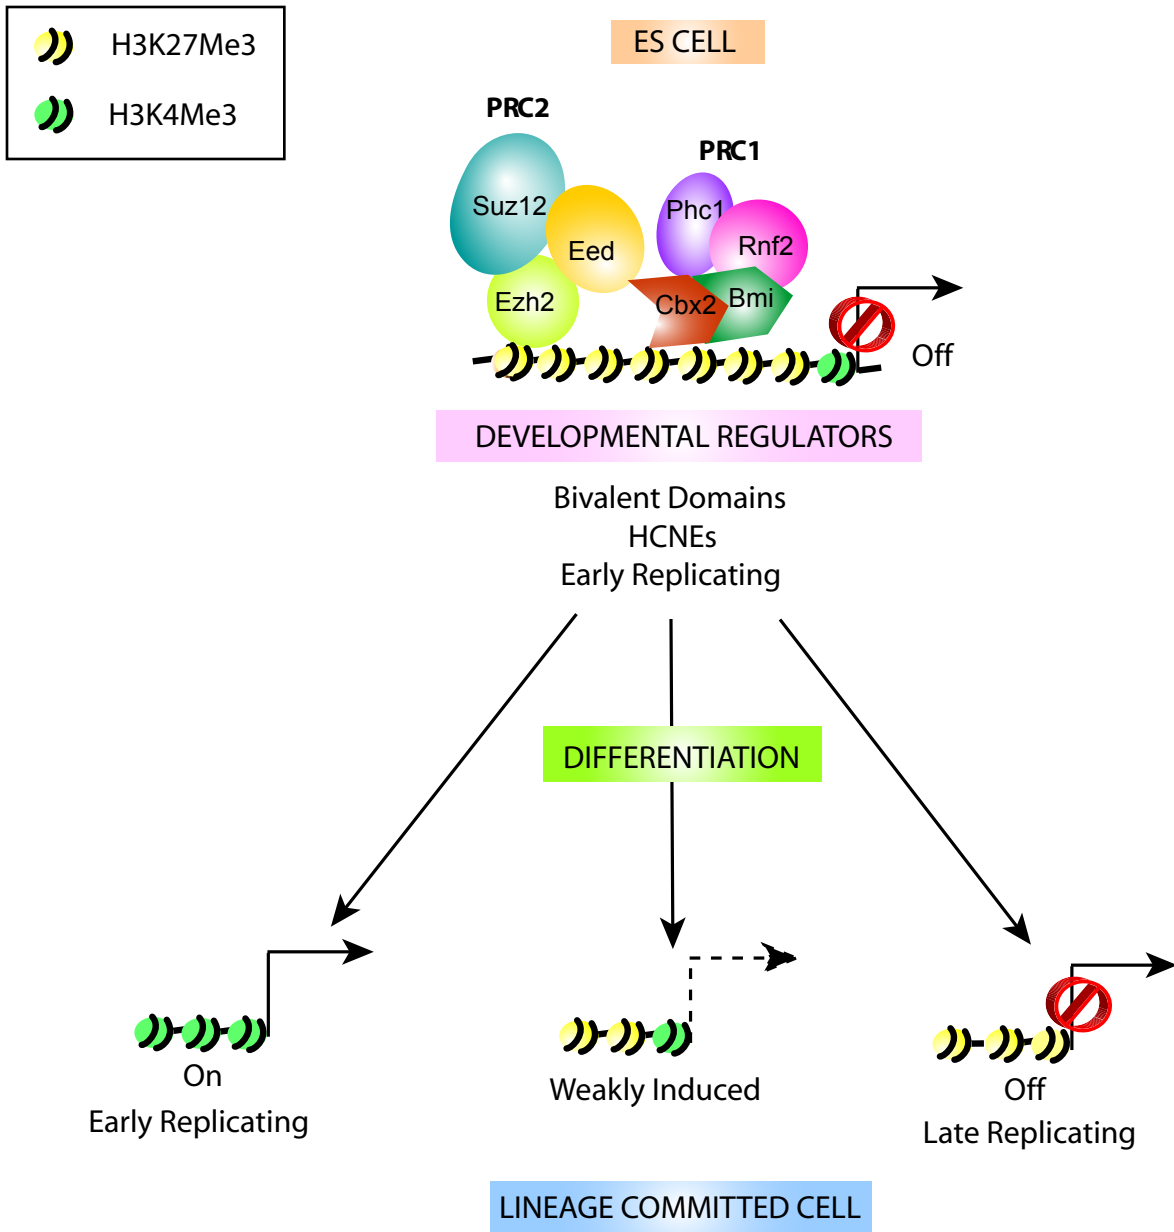 H3K27Me3
H3K4Me3
ES CELL
PRC2
PRC1
Suz12
Eed
Phc1
Rnf2
Ezh2
Cbx2
Bmi
Off
DEVELOPMENTAL REGULATORS
Bivalent Domains
HCNEs
Early Replicating
DIFFERENTIATION
On
Early Replicating
Weakly Induced
Off
Late Replicating
LINEAGE COMMITTED CELL